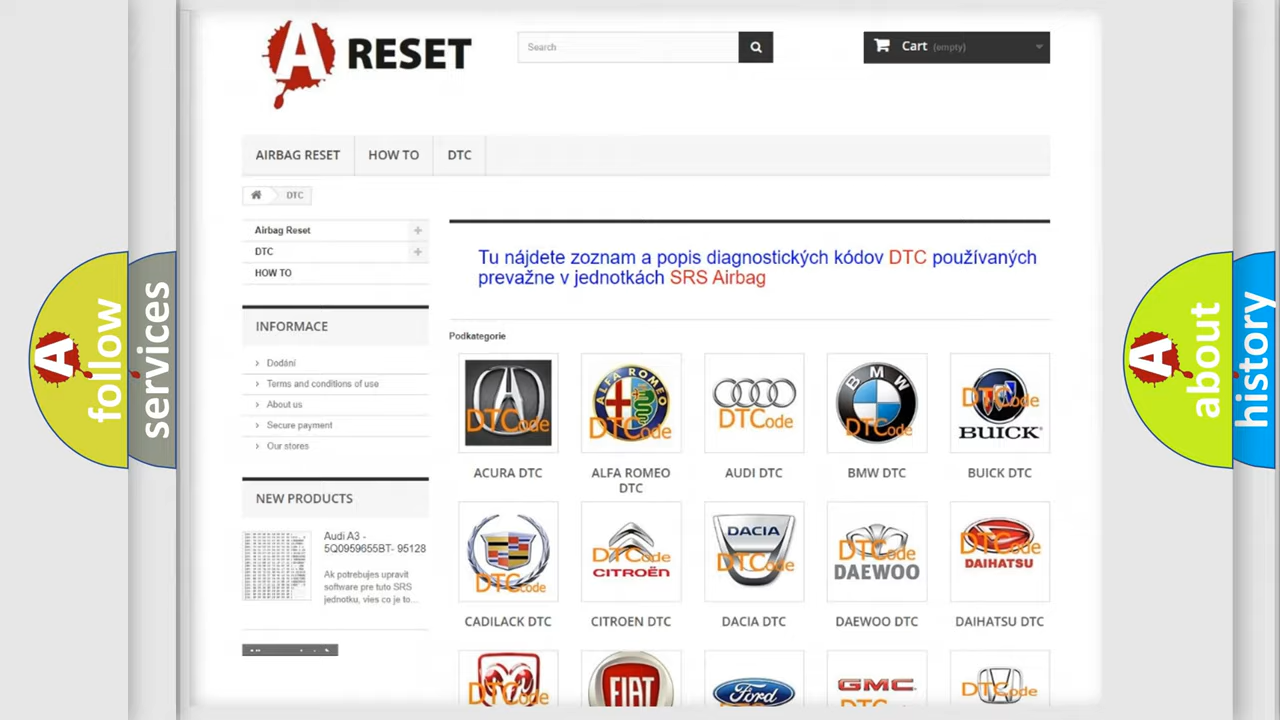 A RESET
Search
Cart (empty)
AIRBAG RESET
HOW TO
DTC
DTC
Airbag Reset
DTC
HOW TO
INFORMACE
Dodání
Terms and conditions of use
About us
Secure payment
Our stores
NEW PRODUCTS
Audi A3 -
5Q0959655BT- 95128
Ak potrebujes upravit
software pre tuto SRS
jednotku, vies co je to...
Tu nájdete zoznam a popis diagnostických kódov DTC používaných
prevažne v jednotkách SRS Airbag
Podkategorie
DTCode
ALFA ROMEO
DTCode
DTCode
BMW
DTCode
DTCode
BUICK
ACURA DTC
ALFA ROMEO
DTC
AUDI DTC
BMW DTC
BUICK DTC
DTCode
DTCode
CITROËN
DACIA
DTCode
DTCode
DAEWOO
DTCode
DAIHATSU
CADILACK DTC
CITROEN DTC
DACIA DTC
DAEWOO DTC
DAIHATSU DTC
DTCode
FIAT
Ford
GMC
DTCode
A follow
services
A about
history